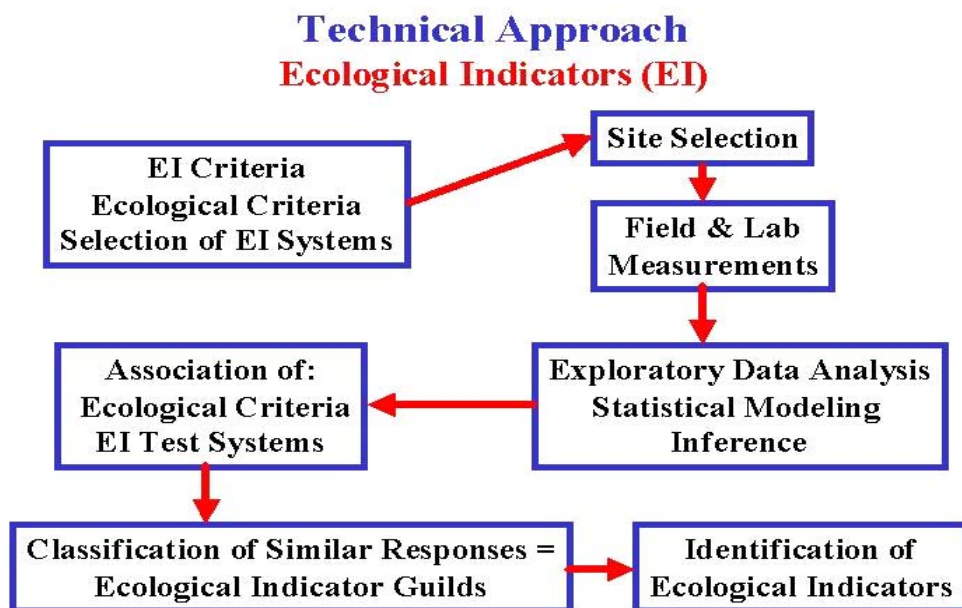 Technical Approach
Ecological Indicators (EI)
EI Criteria
Ecological Criteria
Selection of EI Systems
Site Selection
Field & Lab
Measurements
Exploratory Data Analysis
Statistical Modeling
Inference
Association of:
Ecological Criteria
EI Test Systems
Classification of Similar Responses =
Ecological Indicator Guilds
Identification of
Ecological Indicators